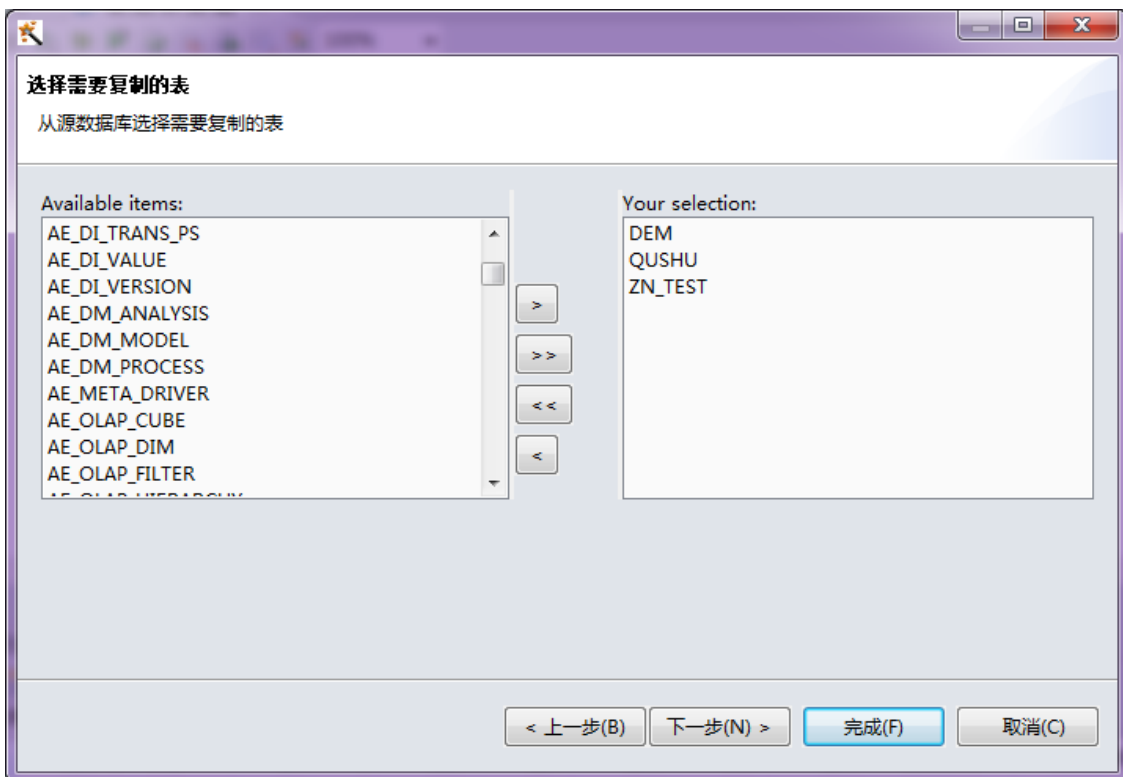 选择需要复制的表
从源数据库选择需要复制的表
Available items:
AE_DI_TRANS_PS
AE_DI_VALUE
AE_DI_VERSION
AE_DM_ANALYSIS
AE_DM_MODEL
AE_DM_PROCESS
AE_META_DRIVER
AE_OLAP_CUBE
AE_OLAP_DIM
AE_OLAP_FILTER
>
>>
<<
<
Your selection:
DEM
QUSHU
ZN_TEST
< 上一步(B)
下一步(N) >
完成(F)
取消(C)